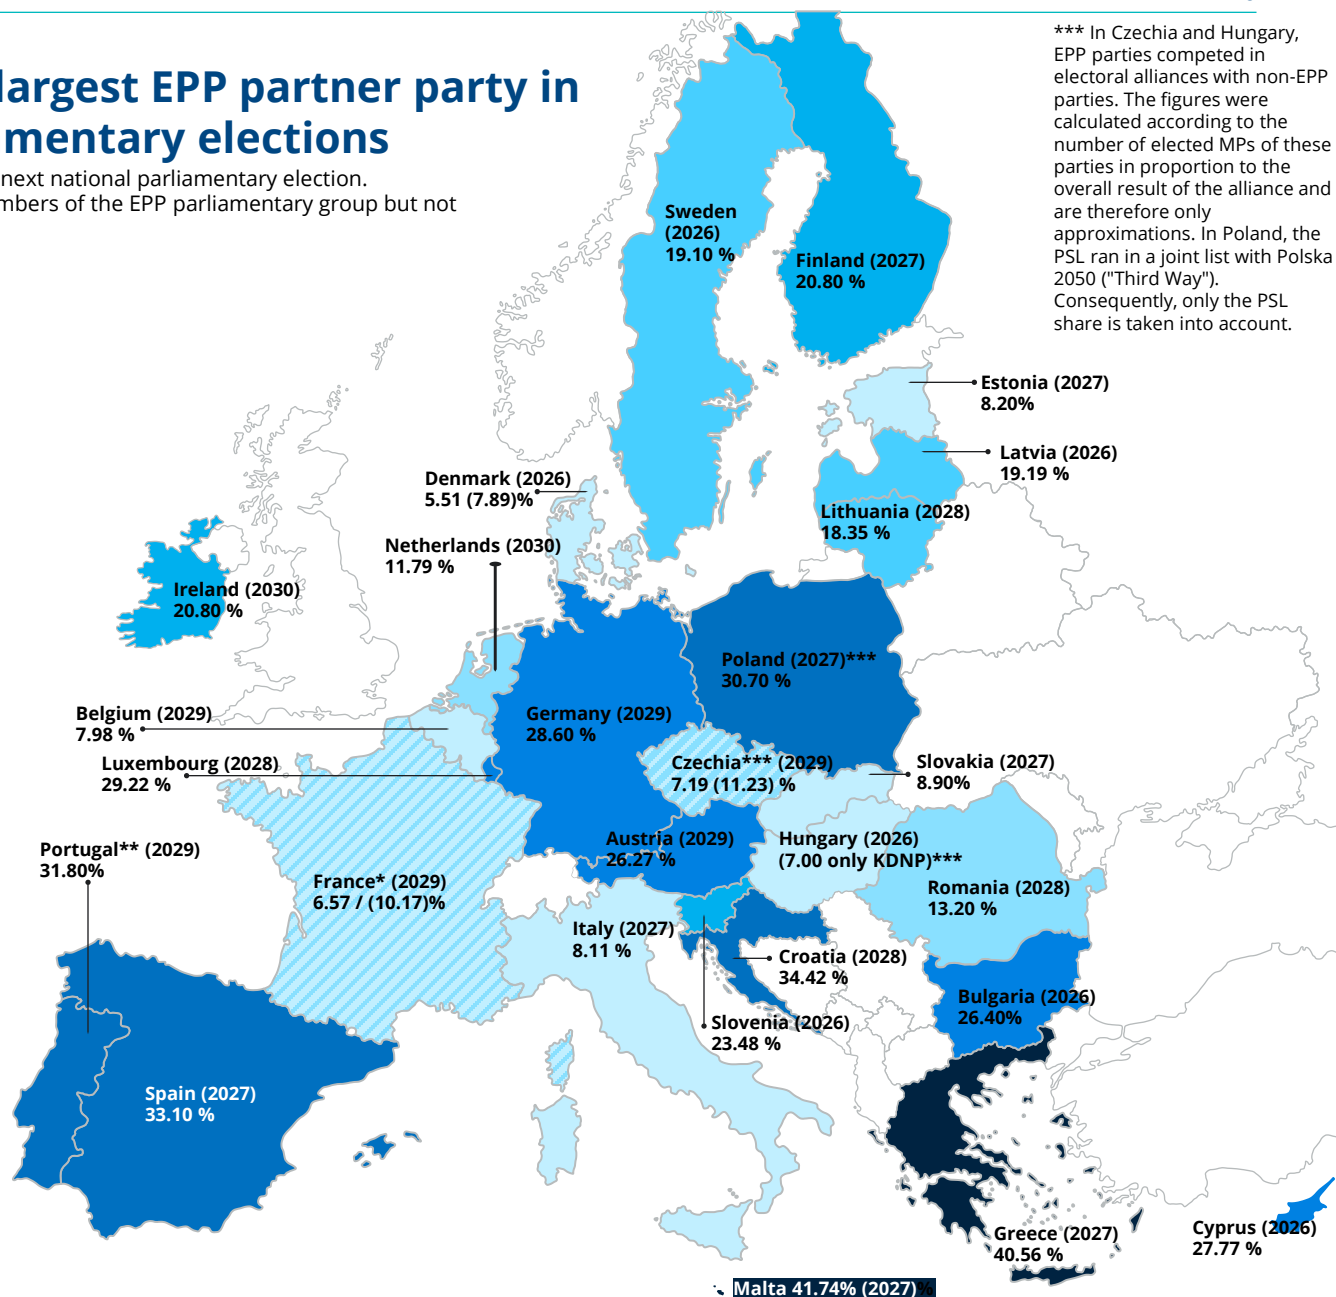 largest EPP partner party in
mentary elections
next national parliamentary election.
mbers of the EPP parliamentary group but not
*** In Czechia and Hungary,
EPP parties competed in
electoral alliances with non-EPP
parties. The figures were
calculated according to the
number of elected MPs of these
parties in proportion to the
overall result of the alliance and
are therefore only
approximations. In Poland, the
PSL ran in a joint list with Polska
2050 ("Third Way").
Consequently, only the PSL
share is taken into account.
Sweden
(2026)
19.10 %
Finland (2027)
20.80 %
Estonia (2027)
8.20%
Latvia (2026)
19.19 %
Denmark (2026)
5.51 (7.89)%
Lithuania (2028)
18.35 %
Netherlands (2030)
11.79 %
Ireland (2030)
20.80 %
Poland (2027)***
30.70 %
Belgium (2029)
7.98 %
Germany (2029)
28.60 %
Luxembourg (2028)
29.22 %
Czechia*** (2029)
7.19 (11.23) %
Slovakia (2027)
8.90%
Portugal** (2029)
31.80%
Austria (2029)
26.27 %
Hungary (2026)
(7.00 only KDNP)***
France* (2029)
6.57 / (10.17)%
Romania (2028)
13.20 %
Italy (2027)
8.11 %
Croatia (2028)
34.42 %
Bulgaria (2026)
26.40%
Slovenia (2026)
23.48 %
Spain (2027)
33.10 %
Greece (2027)
40.56 %
Cyprus (2026)
27.77 %
Malta 41.74% (2027)%